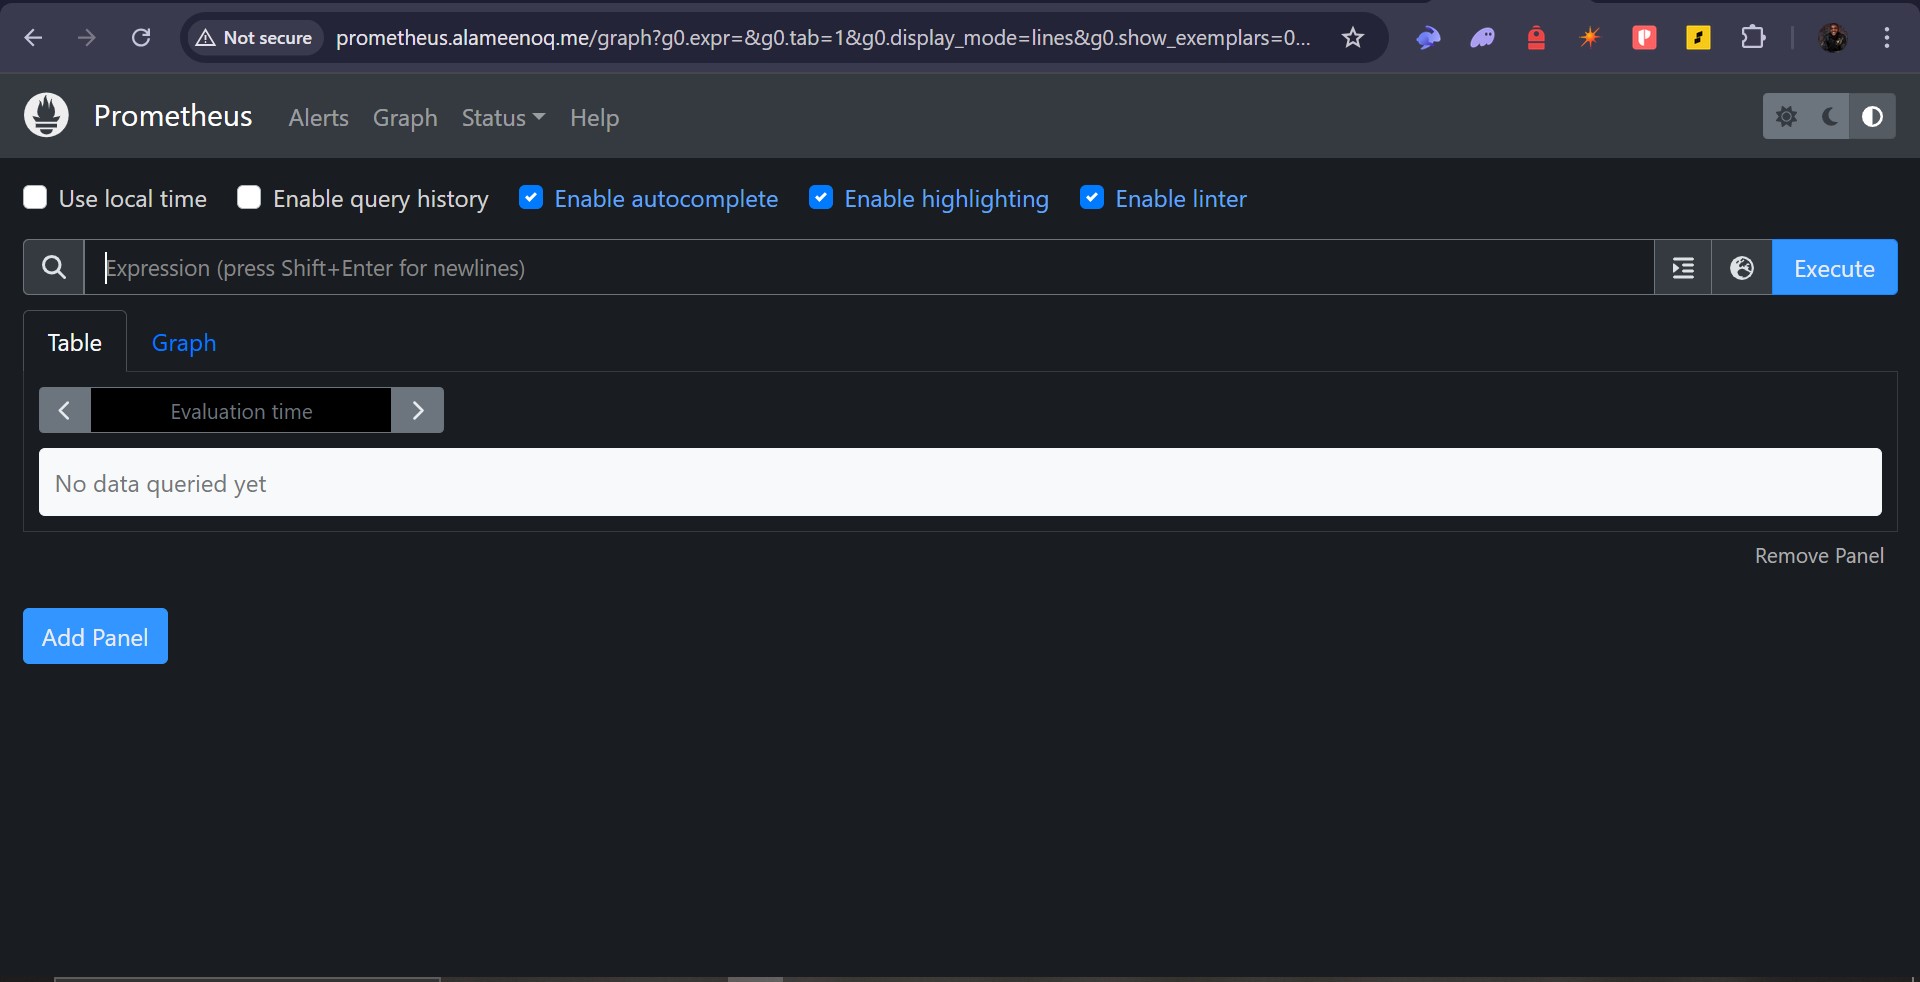 Not secure prometheus.alameenoq.me/graph?g0.expr=&g0.tab=1&g0.display_mode=lines&g0.show_exemplars=0...
Prometheus Alerts Graph Status Help
Use local time Enable query history Enable autocomplete Enable highlighting Enable linter
Expression (press Shift+Enter for newlines) Execute
Table Graph
Evaluation time
No data queried yet
Remove Panel
Add Panel